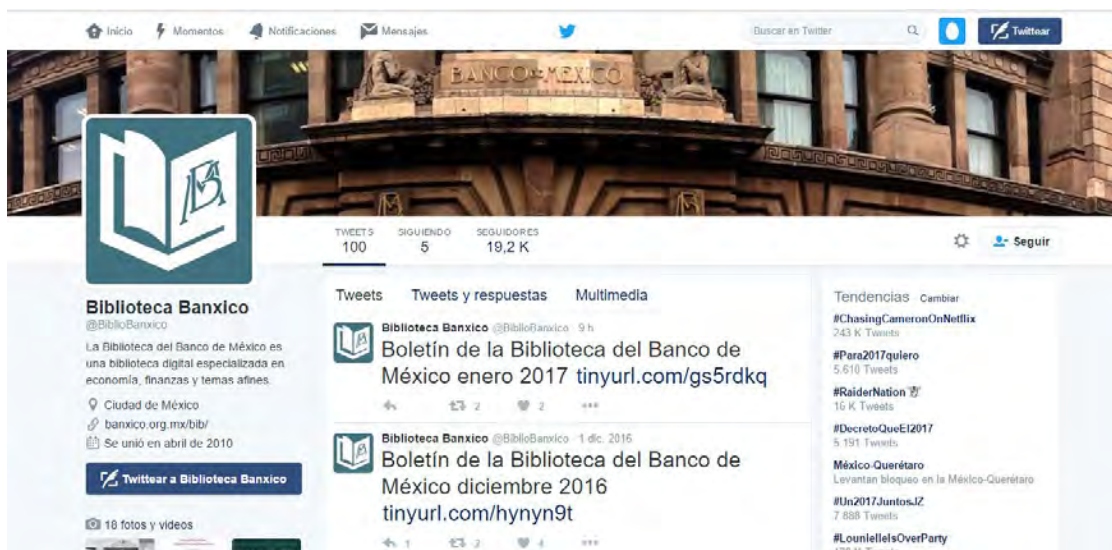 Inicio Momentos Notificaciones Mensajes Buscar en Twitter Twittear
BANCO DE MEXICO
TWEETS SIGUIENDO SEGUIDORES
100 5 19,2 K
Seguir
Biblioteca Banxico
@BiblioBanxico
La Biblioteca del Banco de México es
una biblioteca digital especializada en
economía, finanzas y temas afines.
Ciudad de México
banxico.org.mx/bib/
Se unió en abril de 2010
Twittear a Biblioteca Banxico
18 fotos y videos
Tweets Tweets y respuestas Multimedia
Biblioteca Banxico @BiblioBanxico · 9 h
Boletín de la Biblioteca del Banco de
México enero 2017 tinyurl.com/gs5rdkq
2 2
Biblioteca Banxico @BiblioBanxico · 1 dic. 2016
Boletín de la Biblioteca del Banco de
México diciembre 2016
tinyurl.com/hynyn9t
1 2 4
Tendencias Cambiar
#ChasingCameronOnNetflix
243 K Tweets
#Para2017quiero
5.610 Tweets
#RaiderNation
16 K Tweets
#DecretoQueEl2017
5.191 Tweets
México-Querétaro
Levantan bloqueo en la México-Querétaro
#Un2017JuntosJZ
7.888 Tweets
#LounielleIsOverParty